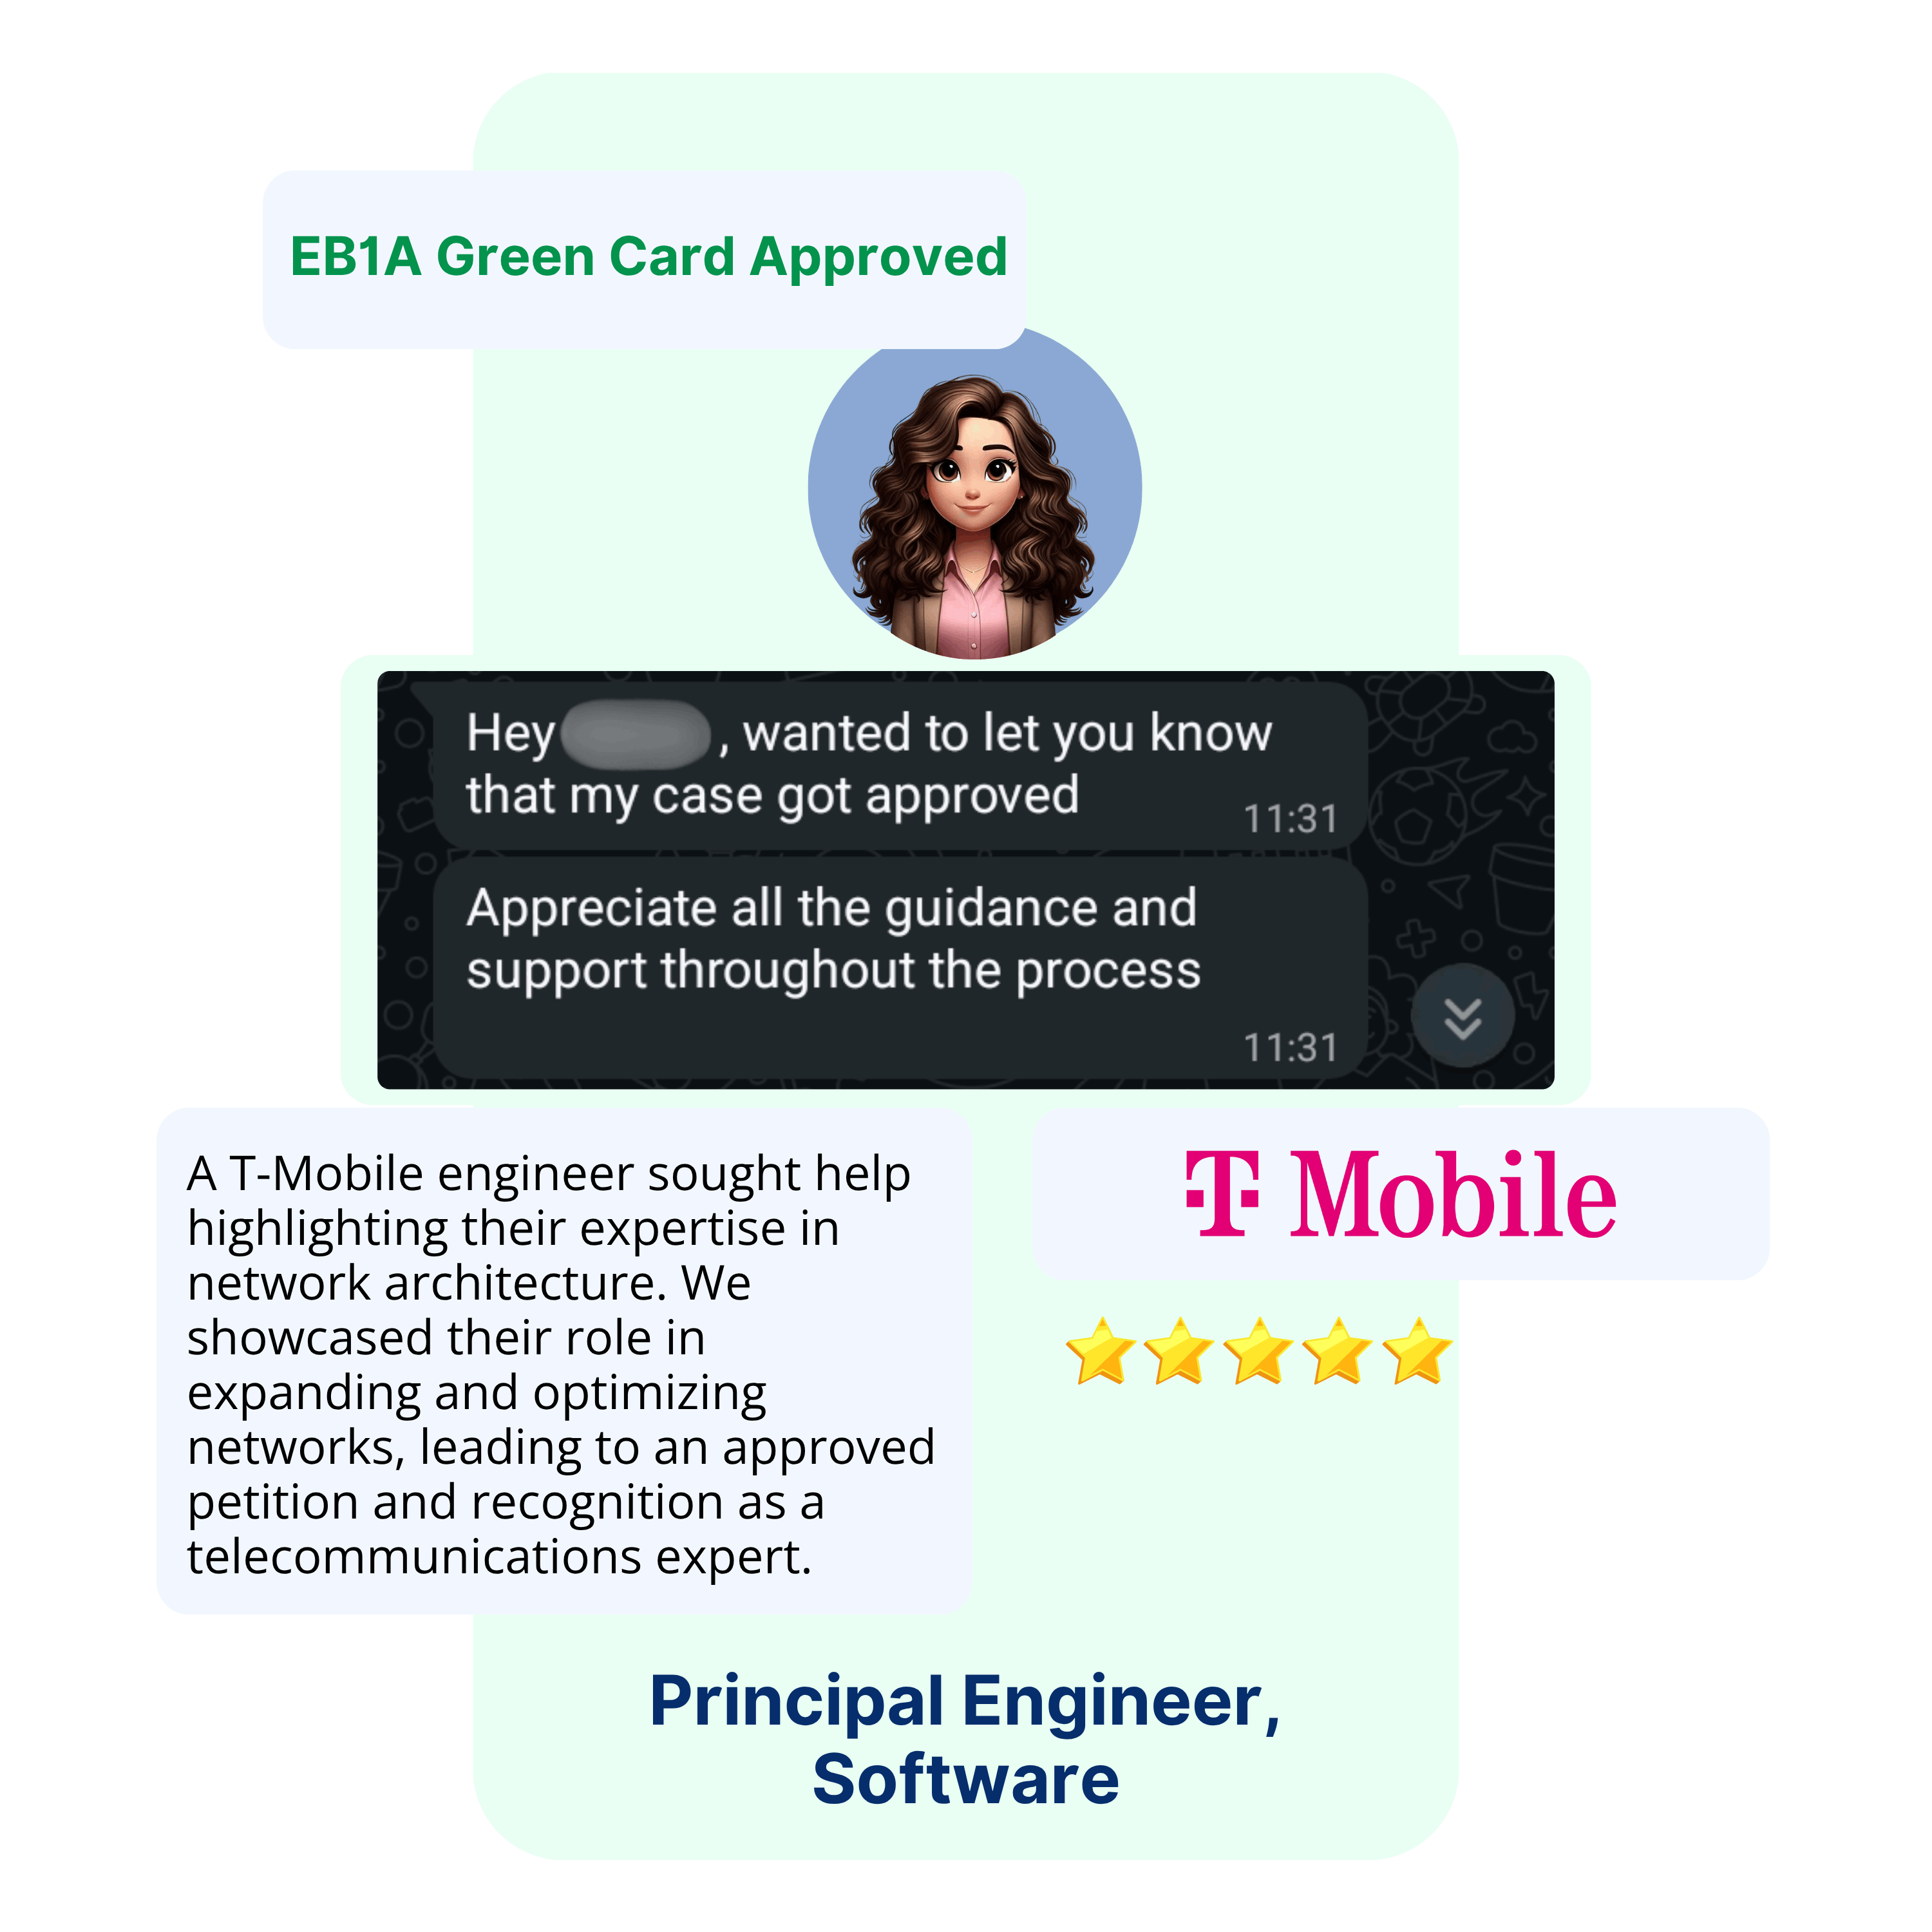 EB1A Green Card Approved
Hey , wanted to let you know
that my case got approved
11:31
Appreciate all the guidance and
support throughout the process
11:31
A T-Mobile engineer sought help
highlighting their expertise in
network architecture. We
showcased their role in
expanding and optimizing
networks, leading to an approved
petition and recognition as a
telecommunications expert.
T Mobile
Principal Engineer,
Software